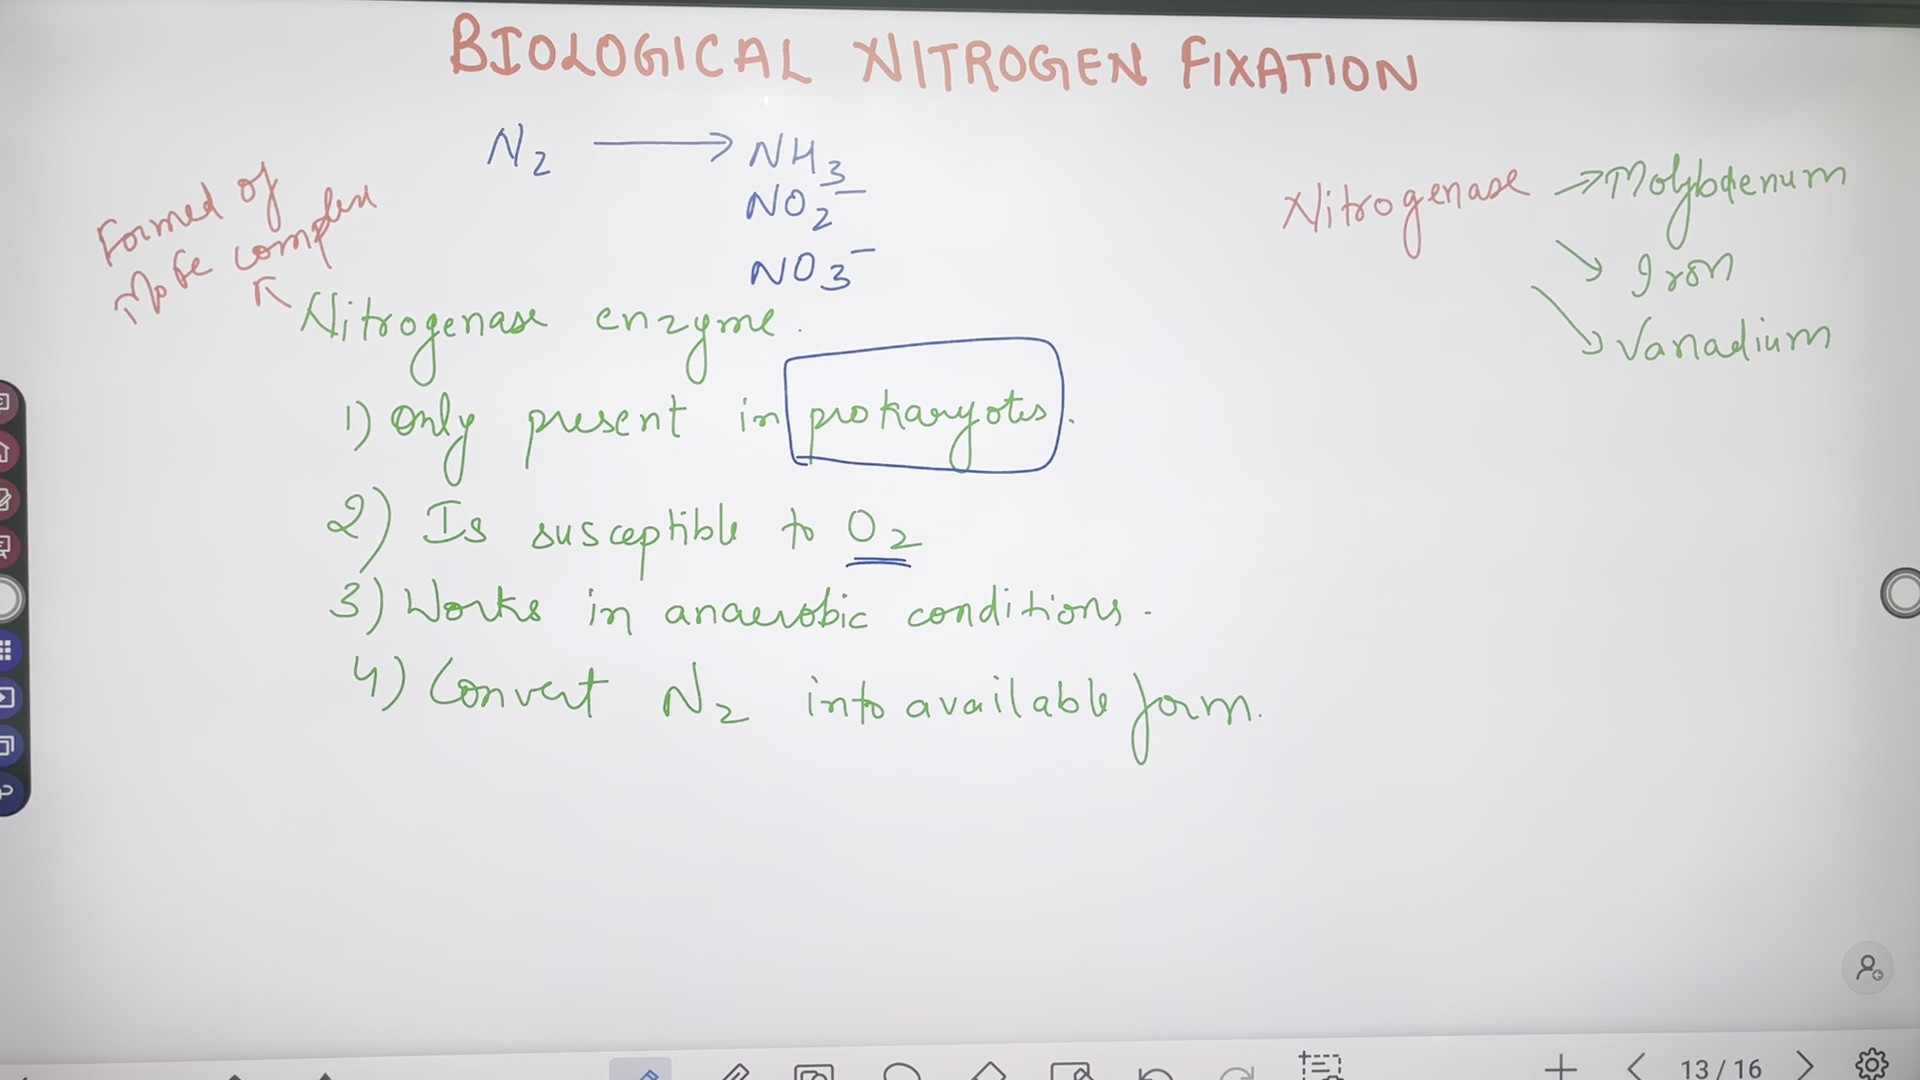 BIOLOGICAL NITROGEN FIXATION
N₂ → NH₃
NO₂⁻
NO₃⁻
Formed of
MoFe complex
Nitrogenase → Molybdenum
↘ Iron
↘ Vanadium
Nitrogenase enzyme.
1) Only present in prokaryotes.
2) Is susceptible to O₂
3) Works in anaerobic conditions.
4) Convert N₂ into available form.
13 / 16